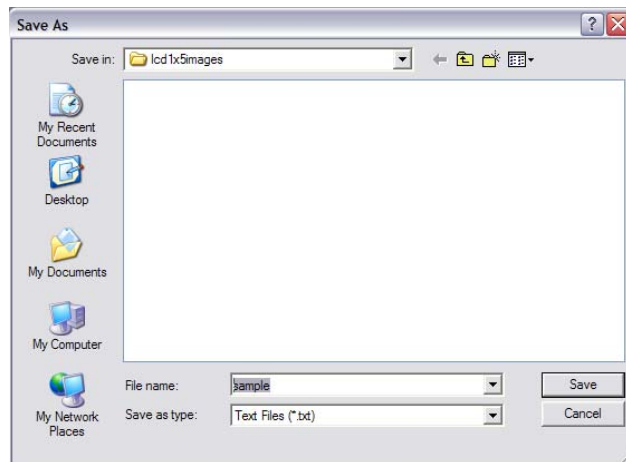 Save As
Save in: lcd1x5images
My Recent
Documents
Desktop
My Documents
My Computer
My Network
Places
File name: sample
Save as type: Text Files (*.txt)
Save
Cancel